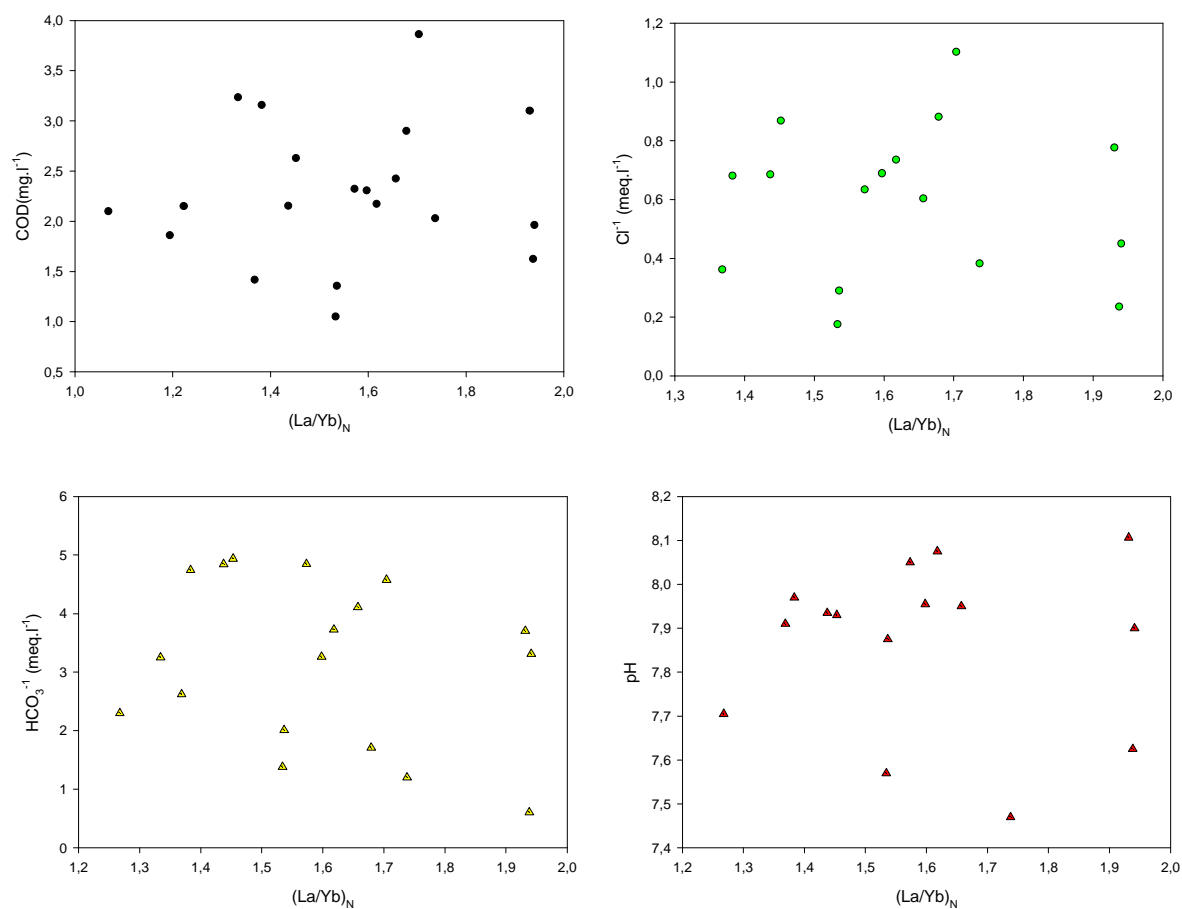 COD(mg.l⁻¹)
4,0
3,5
3,0
2,5
2,0
1,5
1,0
0,5
1,0 1,2 1,4 1,6 1,8 2,0
(La/Yb)N
Cl⁻¹ (meq.l⁻¹)
1,2
1,0
0,8
0,6
0,4
0,2
0,0
1,3 1,4 1,5 1,6 1,7 1,8 1,9 2,0
(La/Yb)N
HCO₃⁻¹ (meq.l⁻¹)
6
5
4
3
2
1
0
1,2 1,3 1,4 1,5 1,6 1,7 1,8 1,9 2,0
(La/Yb)N
pH
8,2
8,1
8,0
7,9
7,8
7,7
7,6
7,5
7,4
1,2 1,3 1,4 1,5 1,6 1,7 1,8 1,9 2,0
(La/Yb)N